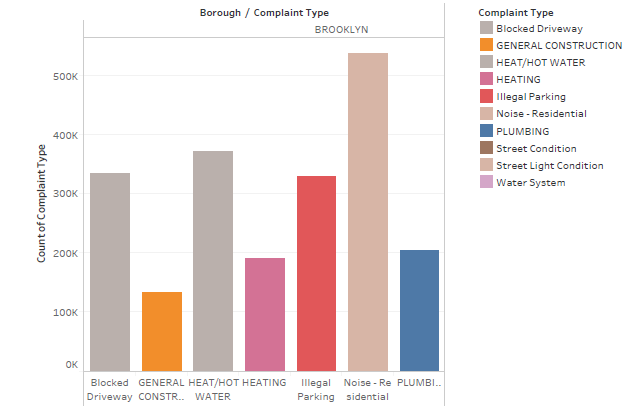 Borough / Complaint Type
BROOKLYN
Count of Complaint Type
500K
400K
300K
200K
100K
0K
Blocked
Driveway
GENERAL
CONSTR..
HEAT/HOT
WATER
HEATING
Illegal
Parking
Noise - Re
sidential
PLUMBI..
Complaint Type
Blocked Driveway
GENERAL CONSTRUCTION
HEAT/HOT WATER
HEATING
Illegal Parking
Noise - Residential
PLUMBING
Street Condition
Street Light Condition
Water System